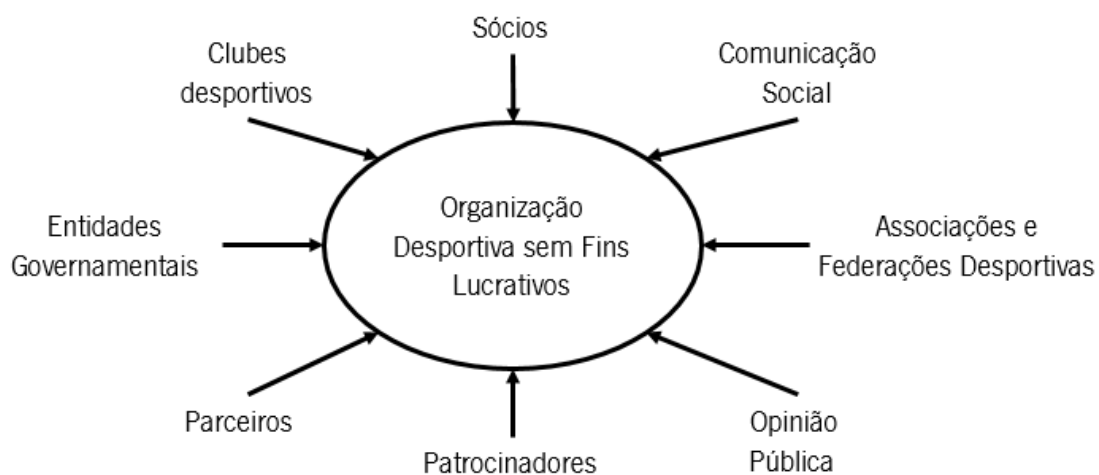 Sócios
Clubes
desportivos
Comunicação
Social
Organização
Desportiva sem Fins
Lucrativos
Entidades
Governamentais
Associações e
Federações Desportivas
Parceiros
Patrocinadores
Opinião
Pública